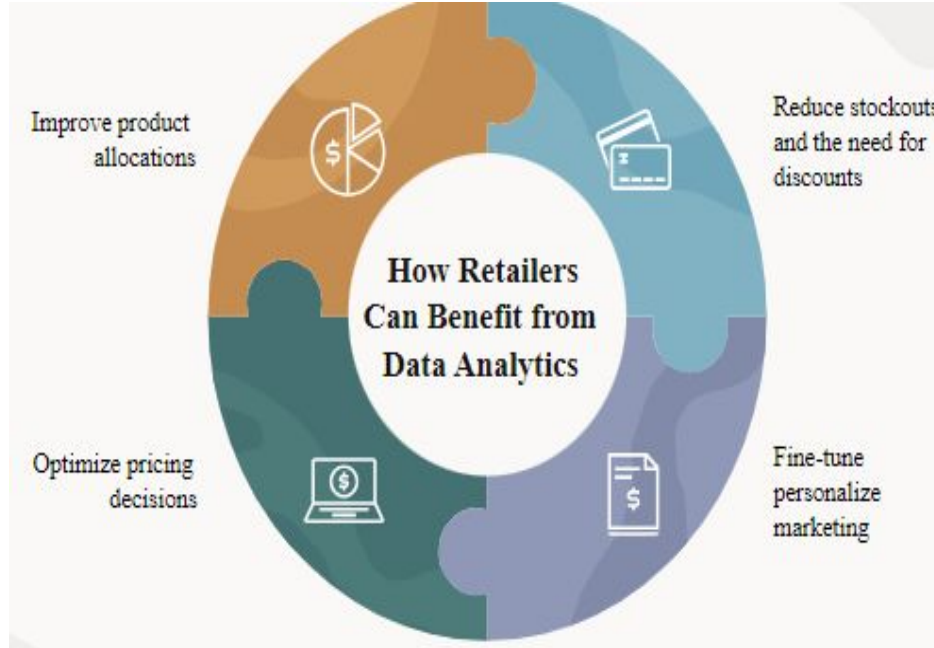 Improve product
allocations
Reduce stockouts
and the need for
discounts
How Retailers
Can Benefit from
Data Analytics
Optimize pricing
decisions
Fine-tune
personalize
marketing
$
$
$